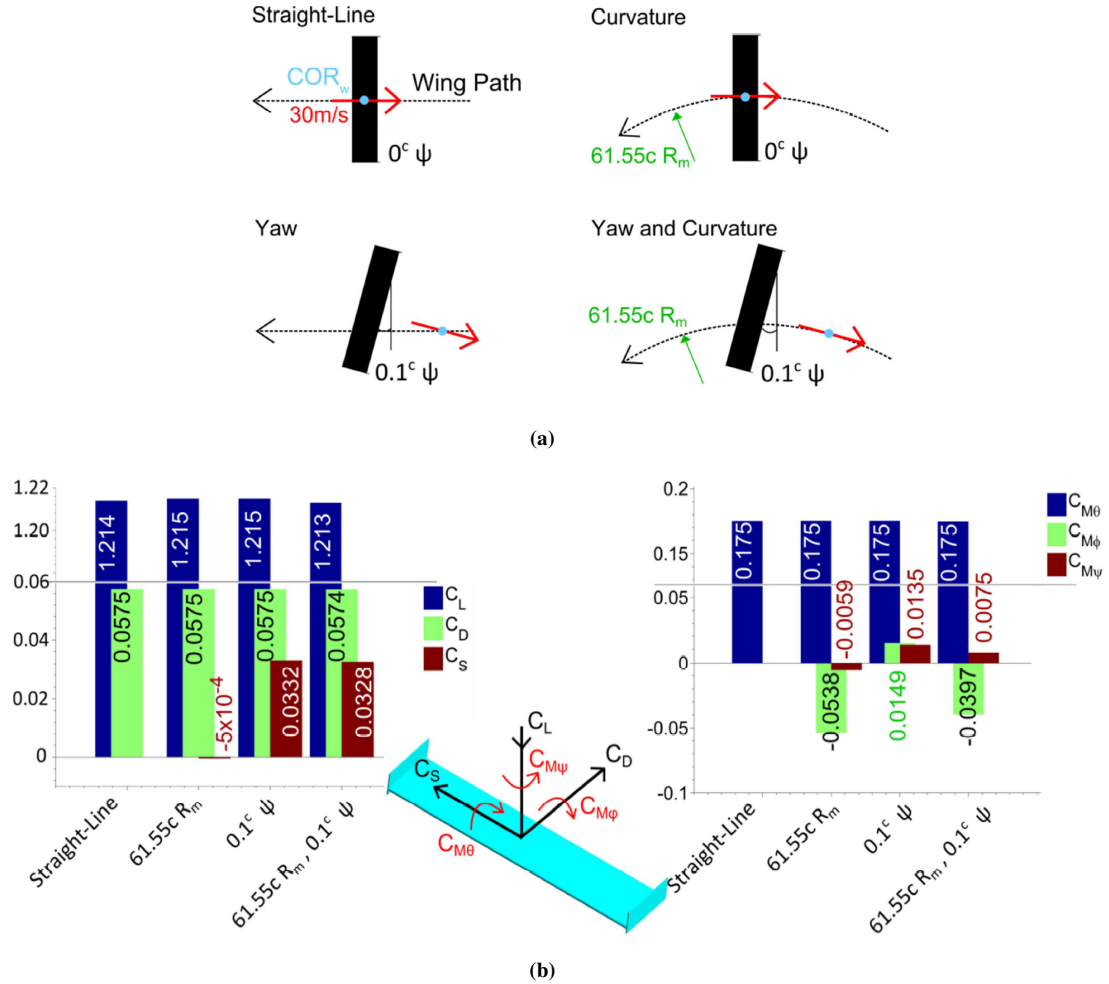 Straight-Line
Curvature
COR_w
Wing Path
30m/s
0^c ψ
61.55c R_m
0^c ψ
Yaw
Yaw and Curvature
61.55c R_m
0.1^c ψ
0.1^c ψ
(a)
1.22
1.20
0.06
0.04
0.02
0
1.214
0.0575
1.215
0.0575
-5x10^-4
1.215
0.0575
0.0332
1.213
0.0574
0.0328
C_L
C_D
C_S
Straight-Line
61.55c R_m
0.1^c ψ
61.55c R_m , 0.1^c ψ
C_L
C_Mψ
C_D
C_S
C_Mφ
C_Mθ
0.2
0.15
0.05
0
-0.05
-0.1
0.175
0.175
-0.0538
-0.0059
0.175
0.0149
0.0135
0.175
-0.0397
0.0075
C_Mθ
C_Mϕ
C_Mψ
Straight-Line
61.55c R_m
0.1^c ψ
61.55c R_m , 0.1^c ψ
(b)